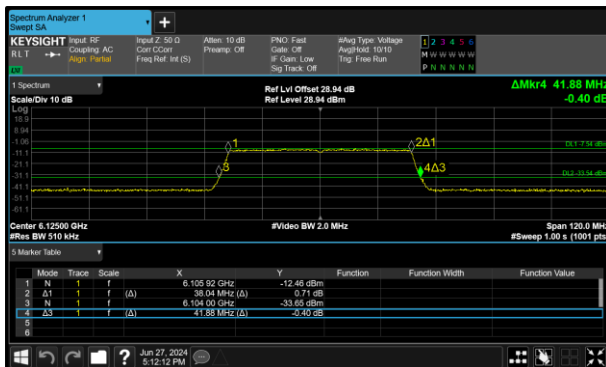 Spectrum Analyzer 1
Swept SA
KEYSIGHT Input: RF Input Z: 50 Ω Atten: 10 dB PNO: Fast #Avg Type: Voltage 1 2 3 4 5 6
RLT Coupling: AC Corr CCorr Preamp: Off Gate: Off Avg|Hold: 10/10 M W W W W W
Align: Partial Freq Ref: Int (S) IF Gain: Low Trig: Free Run
Sig Track: Off P N N N N N
1 Spectrum Ref Lvl Offset 28.94 dB ΔMkr4 41.88 MHz
Scale/Div 10 dB Ref Level 28.94 dBm -0.40 dB
Log
18.9
8.94
-1.06 1 2Δ1 DL1 -7.54 dBm
-11.1
-21.1 3 4Δ3
-31.1 DL2 -33.54 dBm
-41.1
-51.1
-61.1
Center 6.12500 GHz #Video BW 2.0 MHz Span 120.0 MHz
#Res BW 510 kHz #Sweep 1.00 s (1001 pts)
5 Marker Table
Mode Trace Scale X Y Function Function Width Function Value
1 N 1 f 6.105 92 GHz -12.46 dBm
2 Δ1 1 f (Δ) 38.04 MHz (Δ) 0.71 dB
3 N 1 f 6.104 00 GHz -33.65 dBm
4 Δ3 1 f (Δ) 41.88 MHz (Δ) -0.40 dB
5
6
? Jun 27, 2024
5:12:12 PM